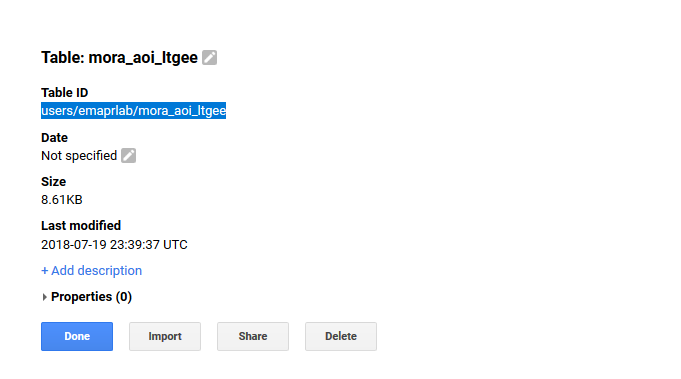 Table: mora_aoi_ltgee
Table ID
users/emaprlab/mora_aoi_ltgee
Date
Not specified
Size
8.61KB
Last modified
2018-07-19 23:39:37 UTC
+ Add description
Properties (0)
Done Import Share Delete